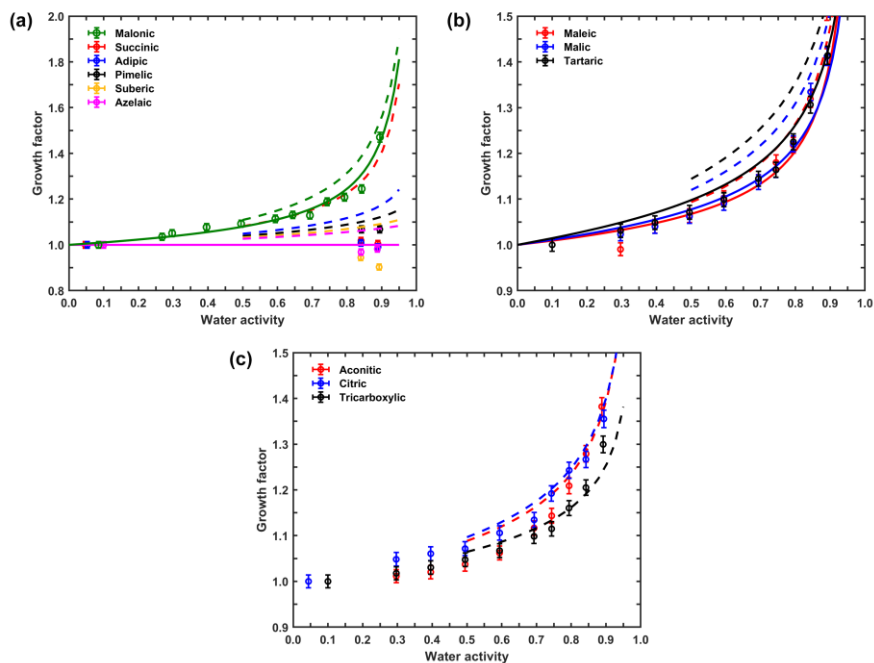 (a)
Malonic
Succinic
Adipic
Pimelic
Suberic
Azelaic
Growth factor
2.0
1.8
1.6
1.4
1.2
1.0
0.8
0.0 0.1 0.2 0.3 0.4 0.5 0.6 0.7 0.8 0.9 1.0
Water activity
(b)
Maleic
Malic
Tartaric
Growth factor
1.5
1.4
1.3
1.2
1.1
1.0
0.9
0.0 0.1 0.2 0.3 0.4 0.5 0.6 0.7 0.8 0.9 1.0
Water activity
(c)
Aconitic
Citric
Tricarboxylic
Growth factor
1.5
1.4
1.3
1.2
1.1
1.0
0.9
0.0 0.1 0.2 0.3 0.4 0.5 0.6 0.7 0.8 0.9 1.0
Water activity